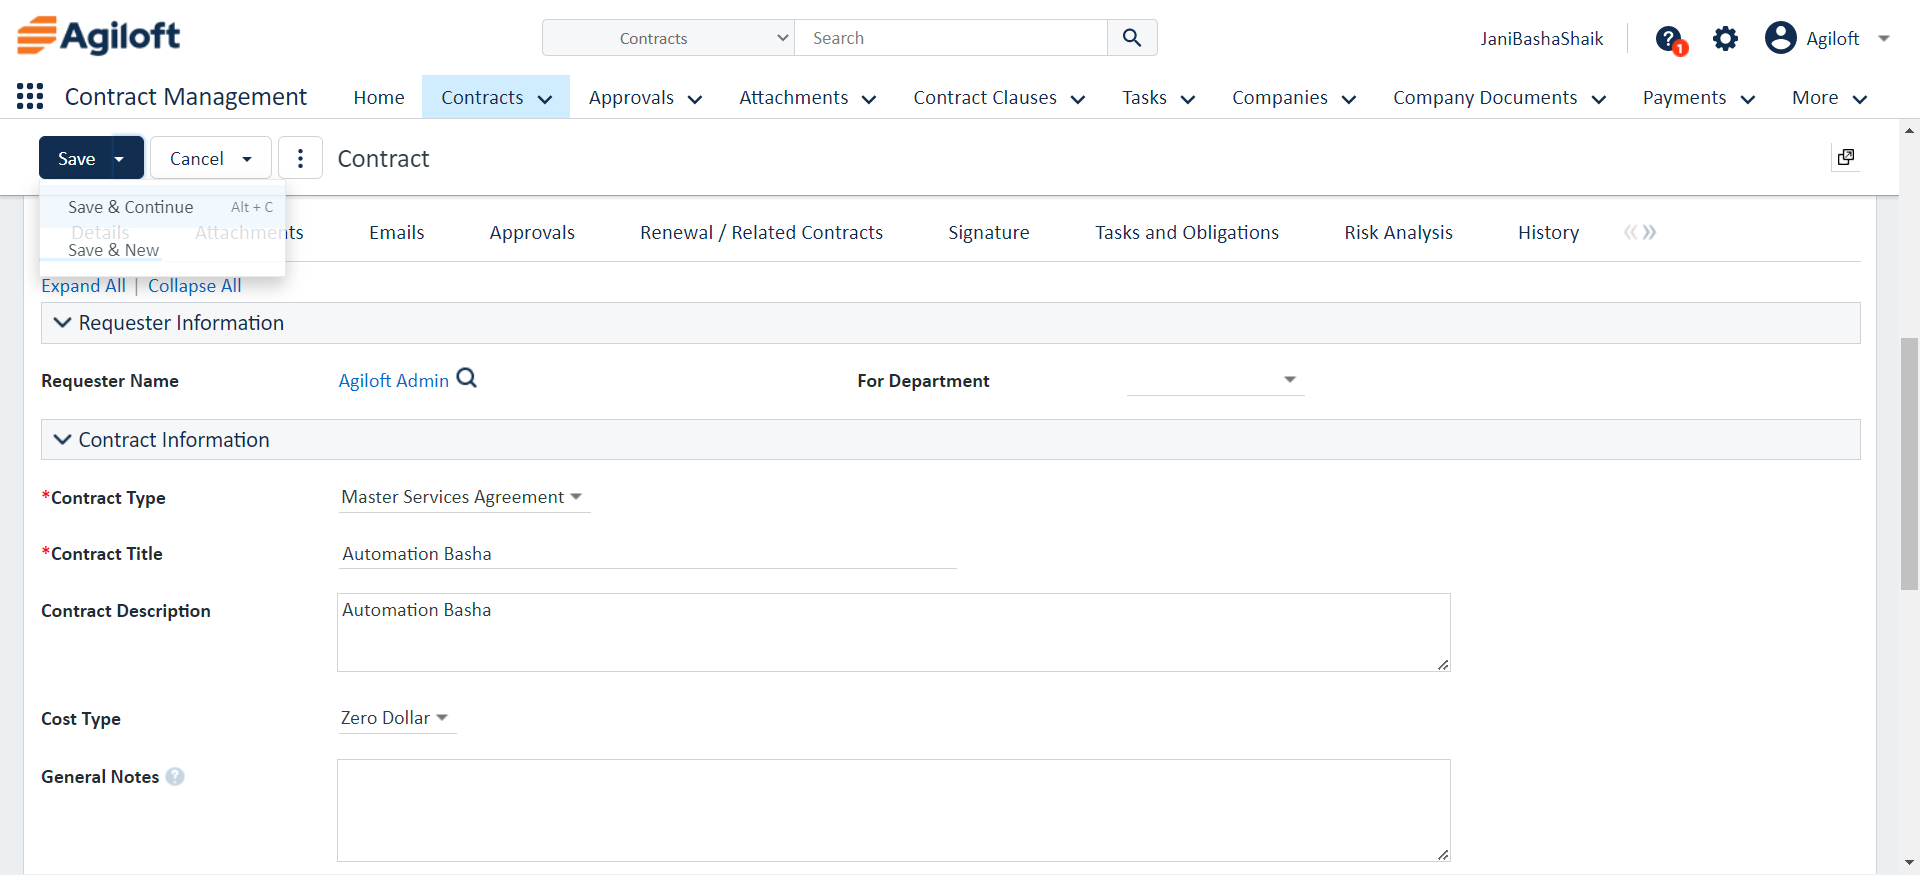 Agiloft
Contracts
Search
JaniBashaShaik
1
Agiloft
Contract Management
Home
Contracts
Approvals
Attachments
Contract Clauses
Tasks
Companies
Company Documents
Payments
More
Save
Cancel
Contract
Save & Continue Alt + C
Save & New
Details
Attachments
Emails
Approvals
Renewal / Related Contracts
Signature
Tasks and Obligations
Risk Analysis
History
Expand All | Collapse All
Requester Information
Requester Name
Agiloft Admin
For Department
Contract Information
*Contract Type
Master Services Agreement
*Contract Title
Automation Basha
Contract Description
Automation Basha
Cost Type
Zero Dollar
General Notes ?